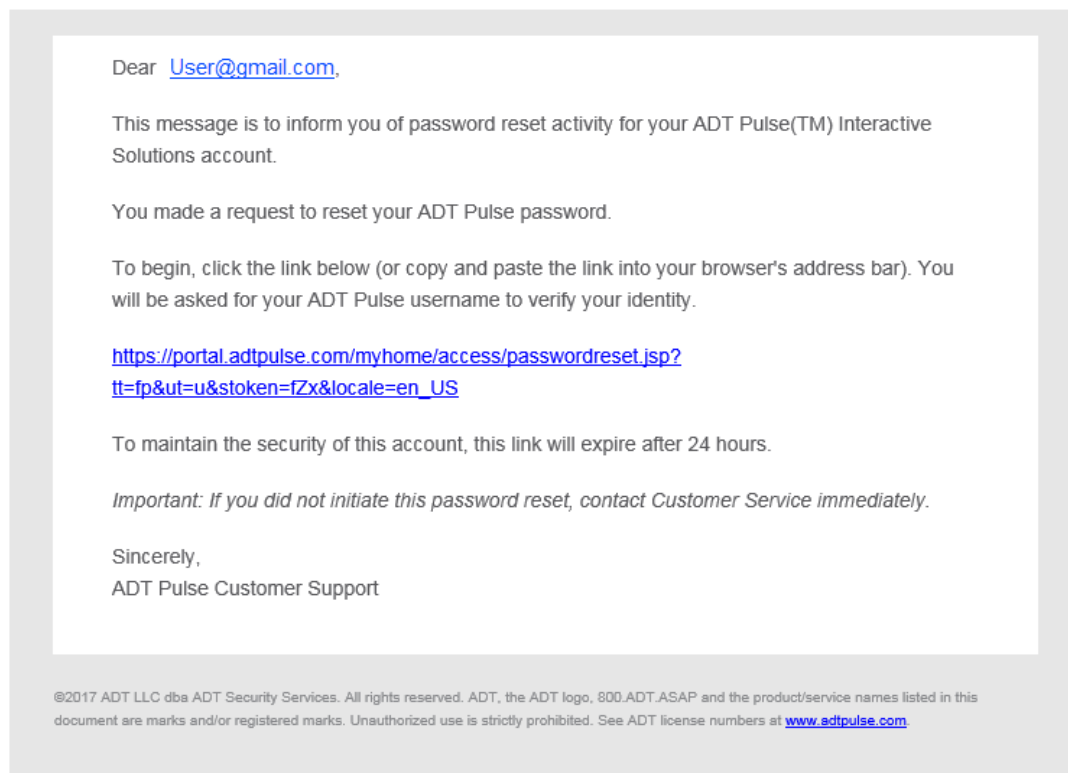 Dear User@gmail.com,
This message is to inform you of password reset activity for your ADT Pulse(TM) Interactive
Solutions account.
You made a request to reset your ADT Pulse password.
To begin, click the link below (or copy and paste the link into your browser's address bar). You
will be asked for your ADT Pulse username to verify your identity.
https://portal.adtpulse.com/myhome/access/passwordreset.jsp?
tt=fp&ut=u&stoken=fZx&locale=en_US
To maintain the security of this account, this link will expire after 24 hours.
Important: If you did not initiate this password reset, contact Customer Service immediately.
Sincerely,
ADT Pulse Customer Support
©2017 ADT LLC dba ADT Security Services. All rights reserved. ADT, the ADT logo, 800.ADT.ASAP and the product/service names listed in this
document are marks and/or registered marks. Unauthorized use is strictly prohibited. See ADT license numbers at www.adtpulse.com.